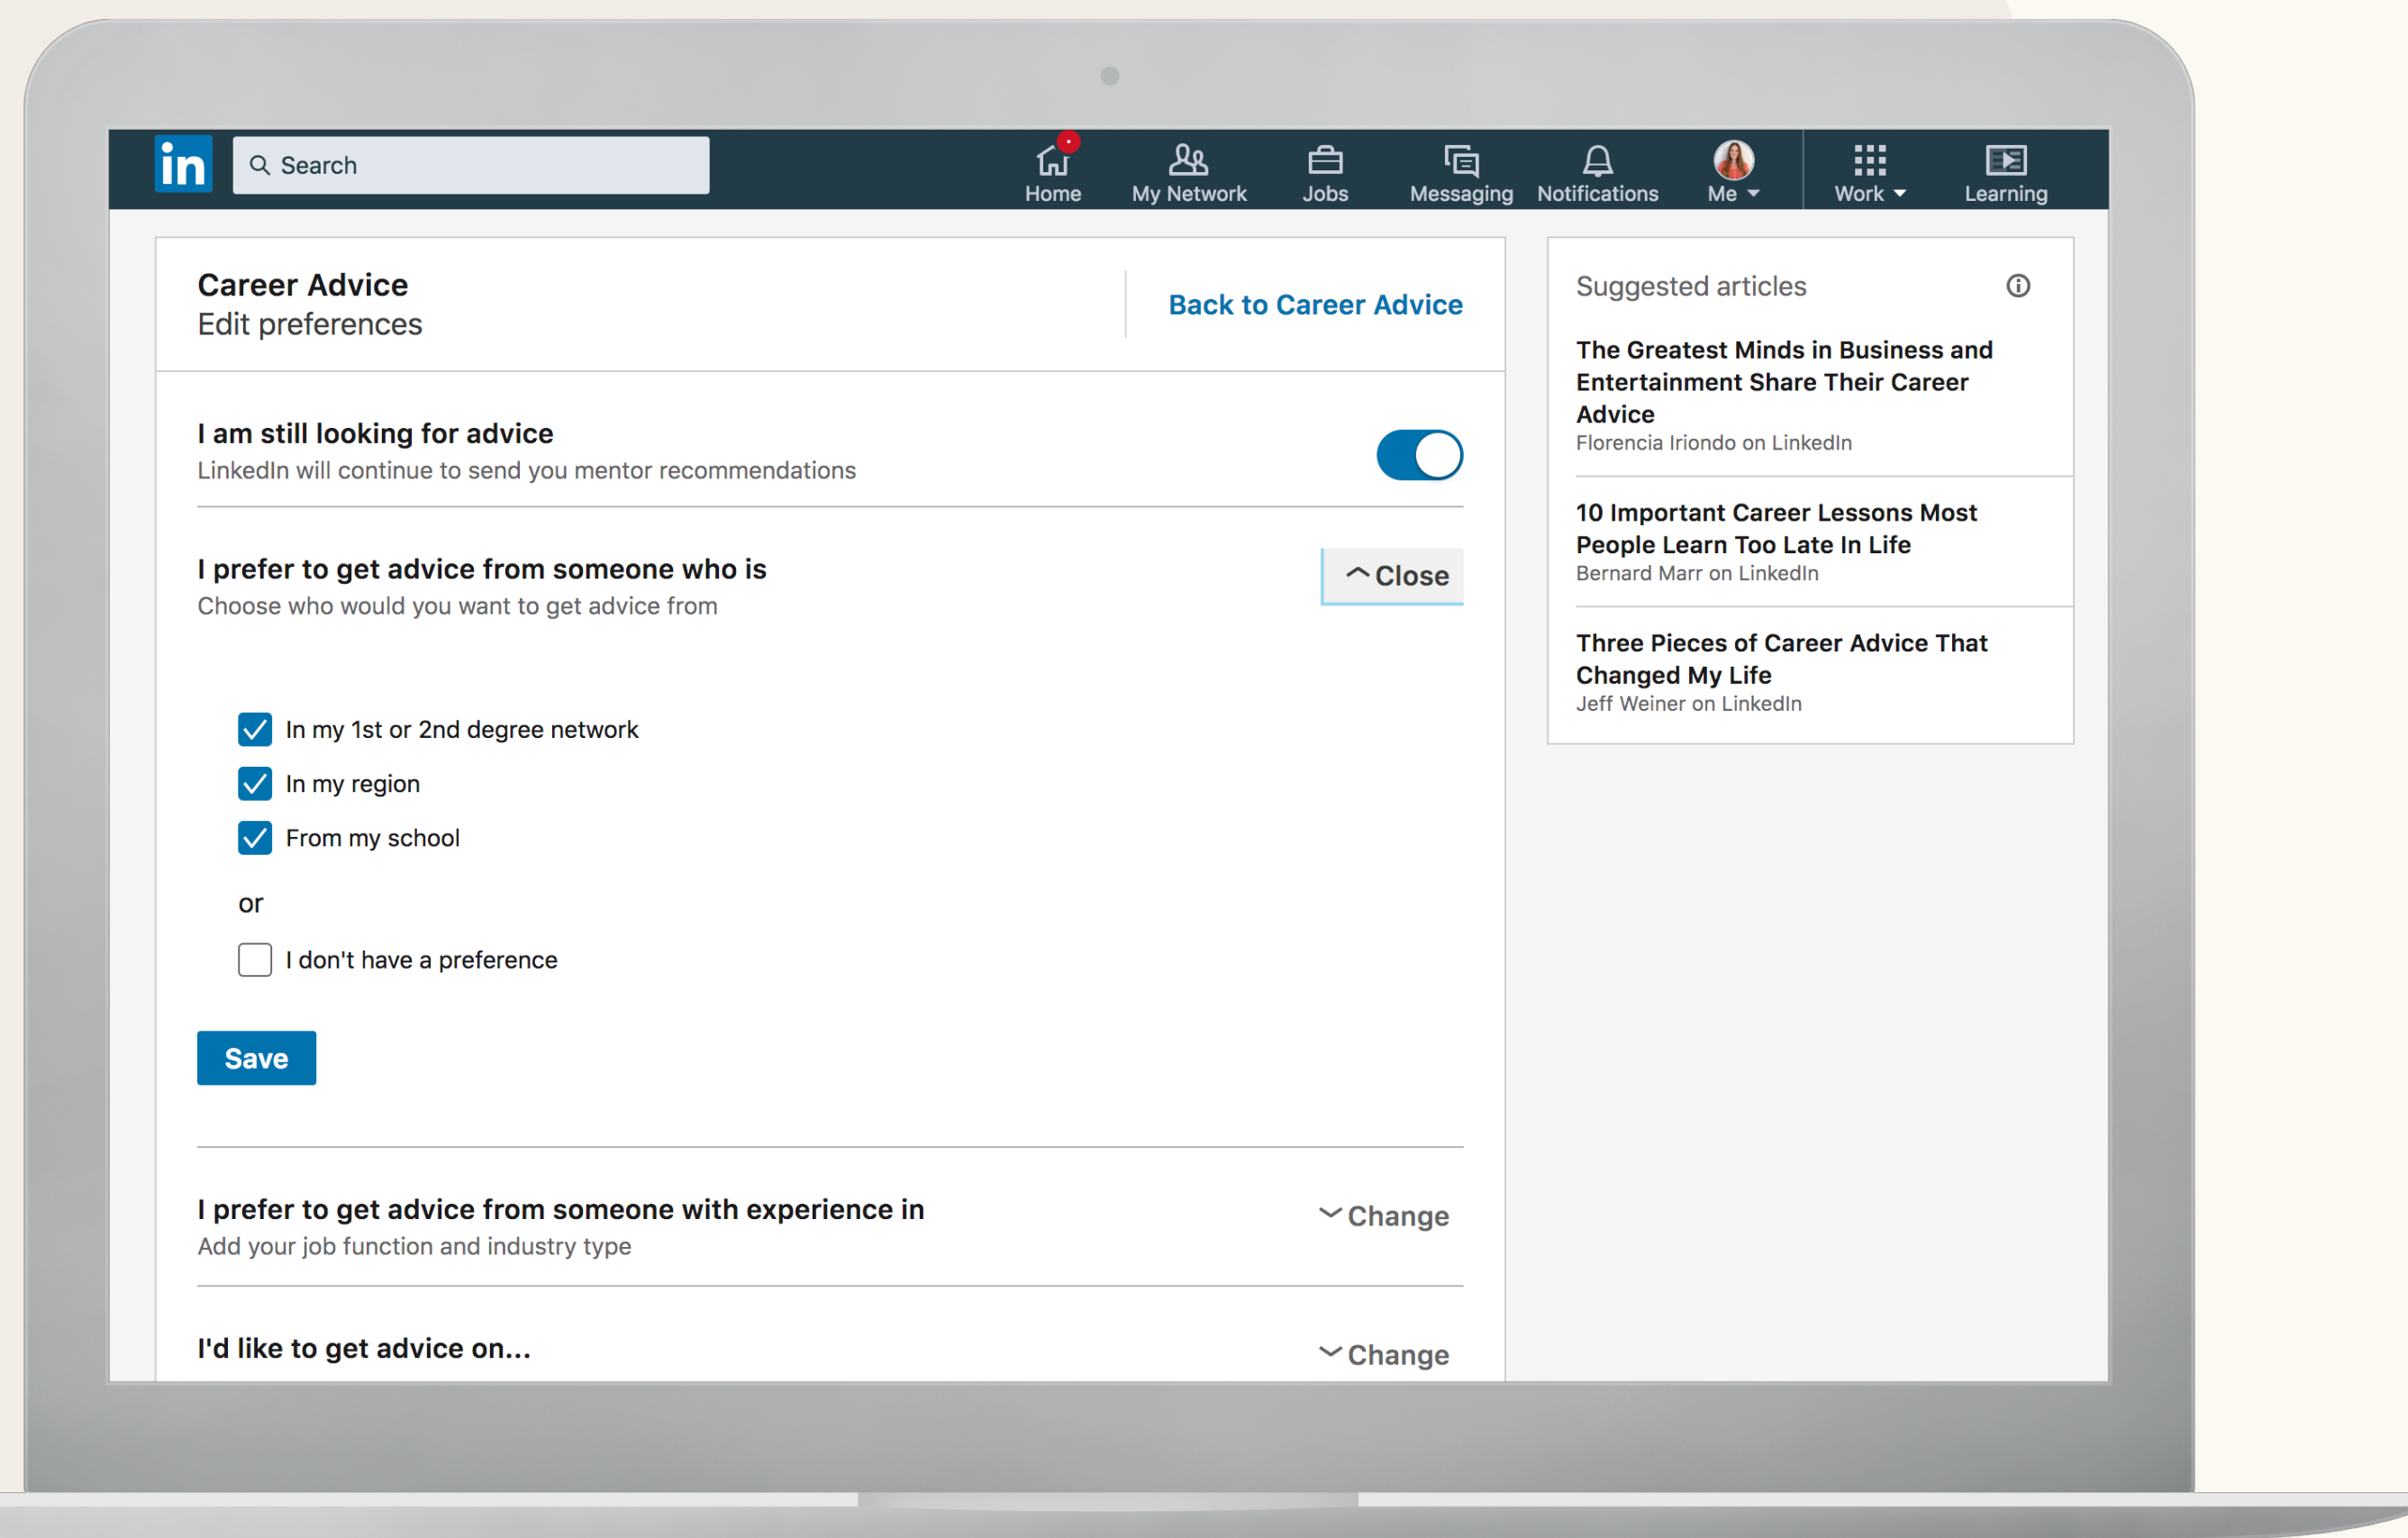 in
Search
Home
My Network
Jobs
Messaging
Notifications
Me
Work
Learning
Career Advice
Edit preferences
Back to Career Advice
I am still looking for advice
LinkedIn will continue to send you mentor recommendations
I prefer to get advice from someone who is
Choose who would you want to get advice from
Close
In my 1st or 2nd degree network
In my region
From my school
or
I don't have a preference
Save
I prefer to get advice from someone with experience in
Add your job function and industry type
Change
I'd like to get advice on...
Change
Suggested articles
The Greatest Minds in Business and
Entertainment Share Their Career
Advice
Florencia Iriondo on LinkedIn
10 Important Career Lessons Most
People Learn Too Late In Life
Bernard Marr on LinkedIn
Three Pieces of Career Advice That
Changed My Life
Jeff Weiner on LinkedIn